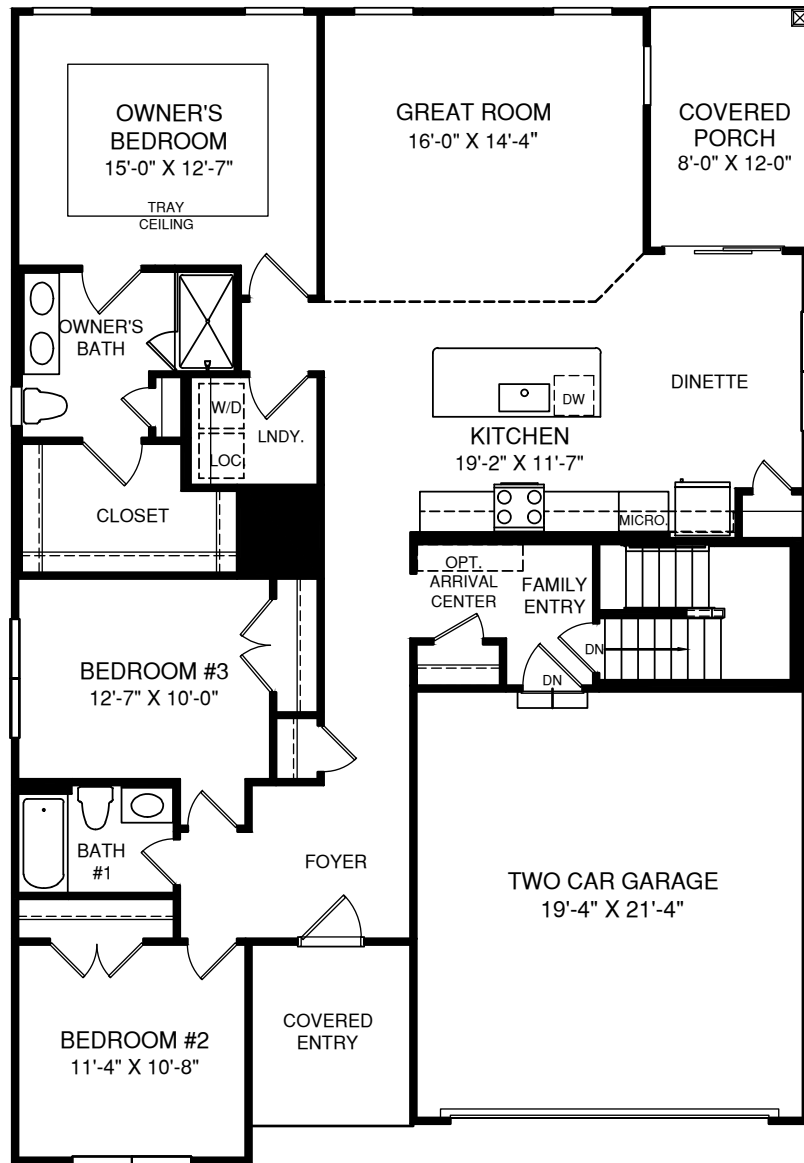 OWNER'S
BEDROOM
15'-0" X 12'-7"
TRAY
CEILING
GREAT ROOM
16'-0" X 14'-4"
COVERED
PORCH
8'-0" X 12'-0"
OWNER'S
BATH
W/D
LOC
LNDY.
DW
DINETTE
KITCHEN
19'-2" X 11'-7"
MICRO.
CLOSET
OPT.
ARRIVAL
CENTER
FAMILY
ENTRY
DN
DN
BEDROOM #3
12'-7" X 10'-0"
BATH
#1
FOYER
TWO CAR GARAGE
19'-4" X 21'-4"
COVERED
ENTRY
BEDROOM #2
11'-4" X 10'-8"